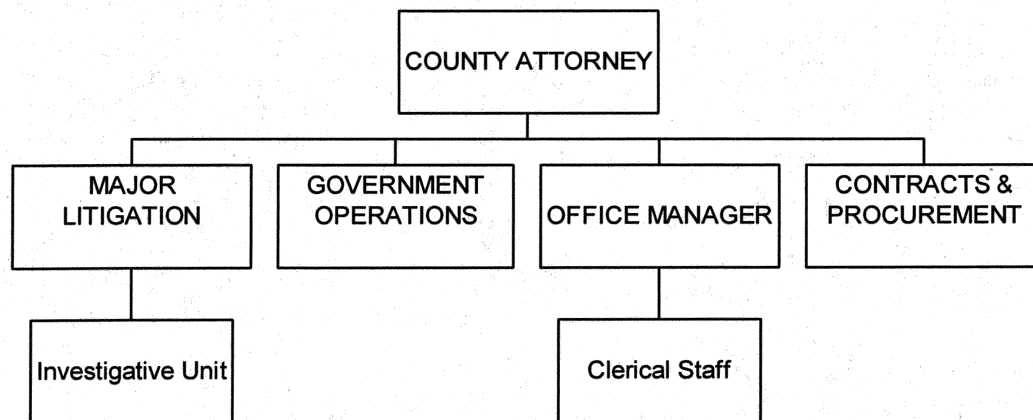 COUNTY ATTORNEY
MAJOR
LITIGATION
GOVERNMENT
OPERATIONS
OFFICE MANAGER
CONTRACTS &
PROCUREMENT
Investigative Unit
Clerical Staff